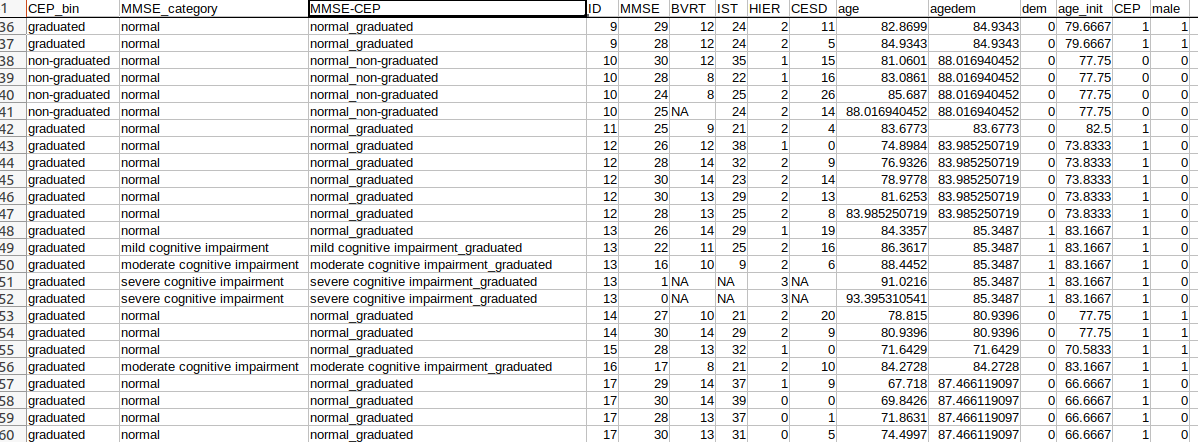 1 CEP_bin MMSE_category MMSE-CEP ID MMSE BVRT IST HIER CESD age agedem dem age_init CEP male
36 graduated normal normal_graduated 9 29 12 24 2 11 82.8699 84.9343 0 79.6667 1 1
37 graduated normal normal_graduated 9 28 12 24 2 5 84.9343 84.9343 0 79.6667 1 1
38 non-graduated normal normal_non-graduated 10 30 12 35 1 15 81.0601 88.016940452 0 77.75 0 0
39 non-graduated normal normal_non-graduated 10 28 8 22 1 16 83.0861 88.016940452 0 77.75 0 0
40 non-graduated normal normal_non-graduated 10 24 8 25 2 26 85.687 88.016940452 0 77.75 0 0
41 non-graduated normal normal_non-graduated 10 25 NA 24 2 14 88.016940452 88.016940452 0 77.75 0 0
42 graduated normal normal_graduated 11 25 9 21 2 4 83.6773 83.6773 0 82.5 1 0
43 graduated normal normal_graduated 12 26 12 38 1 0 74.8984 83.985250719 0 73.8333 1 0
44 graduated normal normal_graduated 12 28 14 32 2 9 76.9326 83.985250719 0 73.8333 1 0
45 graduated normal normal_graduated 12 30 14 23 2 14 78.9778 83.985250719 0 73.8333 1 0
46 graduated normal normal_graduated 12 30 13 29 2 13 81.6253 83.985250719 0 73.8333 1 0
47 graduated normal normal_graduated 12 28 13 25 2 8 83.985250719 83.985250719 0 73.8333 1 0
48 graduated normal normal_graduated 13 26 14 29 1 19 84.3357 85.3487 1 83.1667 1 0
49 graduated mild cognitive impairment mild cognitive impairment_graduated 13 22 11 25 2 16 86.3617 85.3487 1 83.1667 1 0
50 graduated moderate cognitive impairment moderate cognitive impairment_graduated 13 16 10 9 2 6 88.4452 85.3487 1 83.1667 1 0
51 graduated severe cognitive impairment severe cognitive impairment_graduated 13 1 NA NA 3 NA 91.0216 85.3487 1 83.1667 1 0
52 graduated severe cognitive impairment severe cognitive impairment_graduated 13 0 NA NA 3 NA 93.395310541 85.3487 1 83.1667 1 0
53 graduated normal normal_graduated 14 27 10 21 2 20 78.815 80.9396 0 77.75 1 1
54 graduated normal normal_graduated 14 30 14 29 2 9 80.9396 80.9396 0 77.75 1 1
55 graduated normal normal_graduated 15 28 13 32 1 0 71.6429 71.6429 0 70.5833 1 1
56 graduated moderate cognitive impairment moderate cognitive impairment_graduated 16 17 8 21 2 10 84.2728 84.2728 0 83.1667 1 1
57 graduated normal normal_graduated 17 29 14 37 1 9 67.718 87.466119097 0 66.6667 1 0
58 graduated normal normal_graduated 17 30 14 39 0 0 69.8426 87.466119097 0 66.6667 1 0
59 graduated normal normal_graduated 17 28 13 37 0 1 71.8631 87.466119097 0 66.6667 1 0
60 graduated normal normal_graduated 17 30 13 31 0 5 74.4997 87.466119097 0 66.6667 1 0